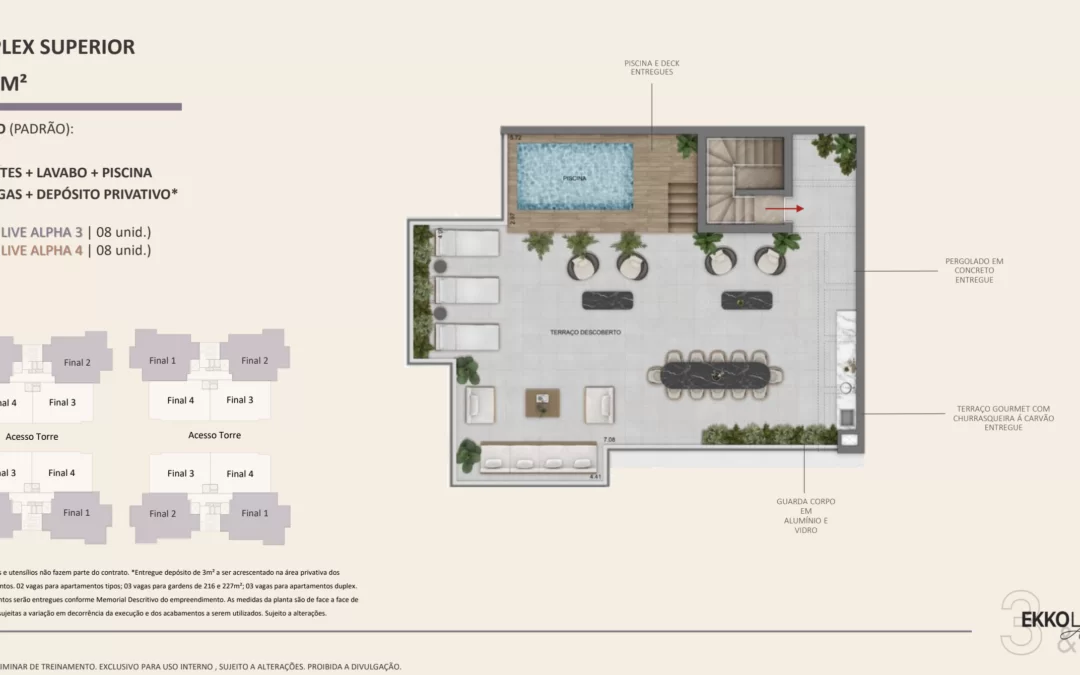 PLEX SUPERIOR
M²
O (PADRÃO):
TES + LAVABO + PISCINA
GAS + DEPÓSITO PRIVATIVO*
LIVE ALPHA 3 | 08 unid.)
LIVE ALPHA 4 | 08 unid.)
PISCINA E DECK
ENTREGUES
PISCINA
TERRAÇO DESCOBERTO
7.08
PERGOLADO EM
CONCRETO
ENTREGUE
TERRAÇO GOURMET COM
CHURRASQUEIRA Á CARVÃO
ENTREGUE
GUARDA CORPO
EM
ALUMÍNIO E
VIDRO
Final 2
Final 1
Final 2
al 4
Final 3
Final 4
Final 3
Acesso Torre
Acesso Torre
al 3
Final 4
Final 3
Final 4
Final 1
Final 2
Final 1
s e utensílios não fazem parte do contrato. *Entregue depósito de 3m² a ser acrescentado na área privativa dos
ntos. 02 vagas para apartamentos tipos; 03 vagas para gardens de 216 e 227m²; 03 vagas para apartamentos duplex.
ntos serão entregues conforme Memorial Descritivo do empreendimento. As medidas da planta são de face a face de
sujeitas a variação em decorrência da execução e dos acabamentos a serem utilizados. Sujeito a alterações.
3
EKKOL
&
IMINAR DE TREINAMENTO. EXCLUSIVO PARA USO INTERNO , SUJEITO A ALTERAÇÕES. PROIBIDA A DIVULGAÇÃO.